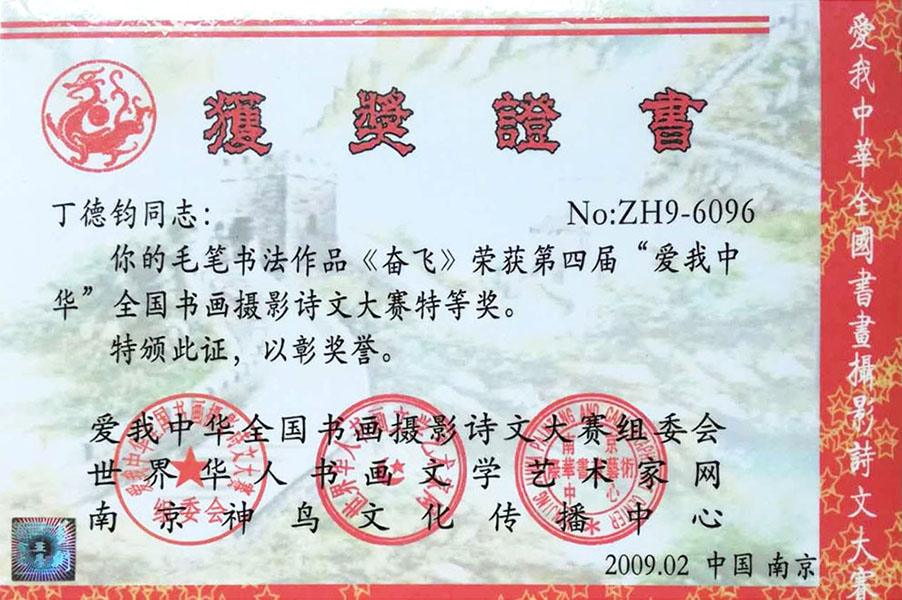 獲獎證書
丁德钧同志：
No:ZH9-6096
你的毛笔书法作品《奋飞》荣获第四届“爱我中
华”全国书画摄影诗文大赛特等奖。
特颁此证，以彰奖誉。
爱我中华全国书画摄影诗文大赛组委会
世界华人书画文学艺术家网
南京神鸟文化传播中心
2009.02 中国 南京
愛我中華全國書畫攝影詩文大賽
组委会